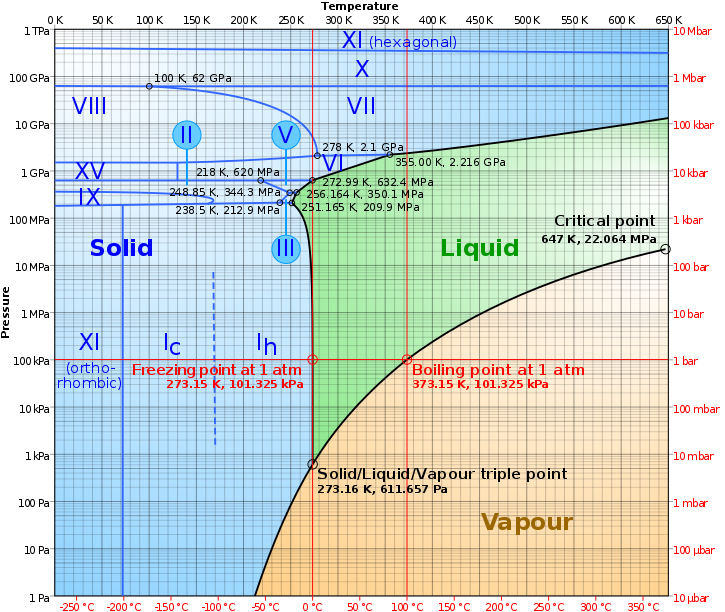 Temperature
0 K 50 K 100 K 150 K 200 K 250 K 300 K 350 K 400 K 450 K 500 K 550 K 600 K 650 K
Pressure
1 TPa
100 GPa
10 GPa
1 GPa
100 MPa
10 MPa
1 MPa
100 kPa
10 kPa
1 kPa
100 Pa
10 Pa
1 Pa
10 Mbar
1 Mbar
100 kbar
10 kbar
1 kbar
100 bar
10 bar
1 bar
100 mbar
10 mbar
1 mbar
100 µbar
10 µbar
XI (hexagonal)
X
100 K, 62 GPa
VIII
VII
II
V
278 K, 2.1 GPa
VI
355.00 K, 2.216 GPa
XV
218 K, 620 MPa
272.99 K, 632.4 MPa
IX
248.85 K, 344.3 MPa
256.164 K, 350.1 MPa
238.5 K, 212.9 MPa
251.165 K, 209.9 MPa
Critical point
647 K, 22.064 MPa
Solid
III
Liquid
XI
(ortho-
rhombic)
Ic
Ih
Freezing point at 1 atm
273.15 K, 101.325 kPa
Boiling point at 1 atm
373.15 K, 101.325 kPa
Solid/Liquid/Vapour triple point
273.16 K, 611.657 Pa
Vapour
-250 °C -200 °C -150 °C -100 °C -50 °C 0 °C 50 °C 100 °C 150 °C 200 °C 250 °C 300 °C 350 °C